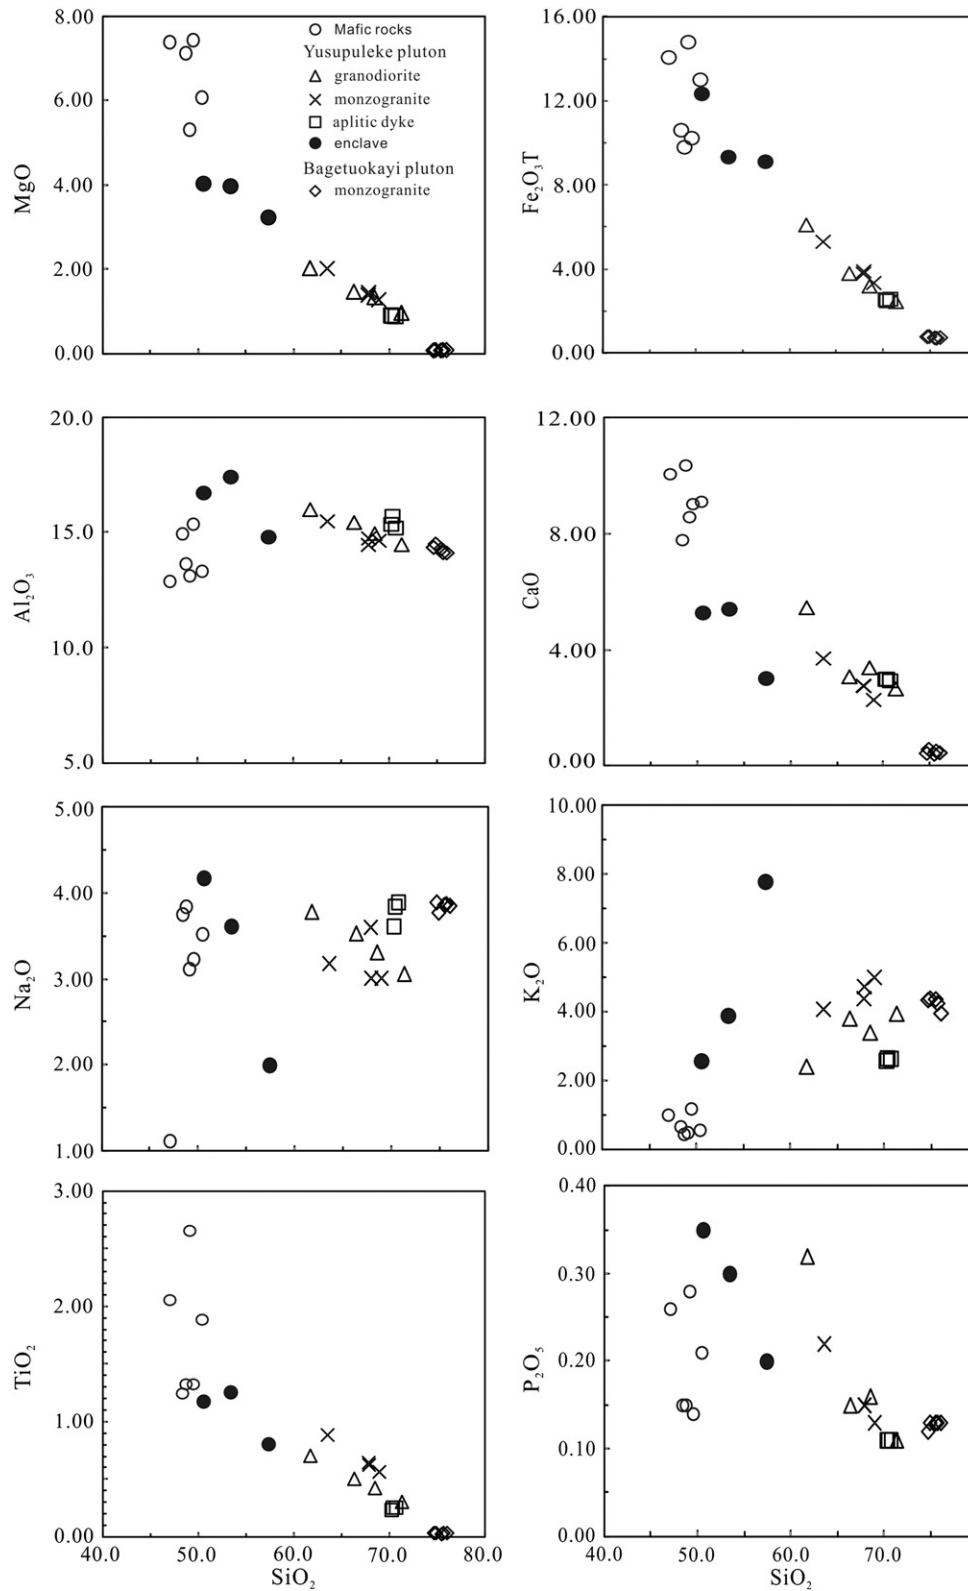 8.00
6.00
4.00
2.00
0.00
MgO
Mafic rocks
Yusupuleke pluton
granodiorite
monzogranite
aplitic dyke
enclave
Bagetuokayi pluton
monzogranite
16.00
12.00
8.00
4.00
0.00
Fe₂O₃T
20.0
15.0
10.0
5.0
Al₂O₃
12.00
8.00
4.00
0.00
CaO
5.00
4.00
3.00
2.00
1.00
Na₂O
10.00
8.00
6.00
4.00
2.00
0.00
K₂O
3.00
2.00
1.00
0.00
TiO₂
40.0 50.0 60.0 70.0 80.0
SiO₂
0.40
0.30
0.20
0.10
0.00
P₂O₅
40.0 50.0 60.0 70.0
SiO₂